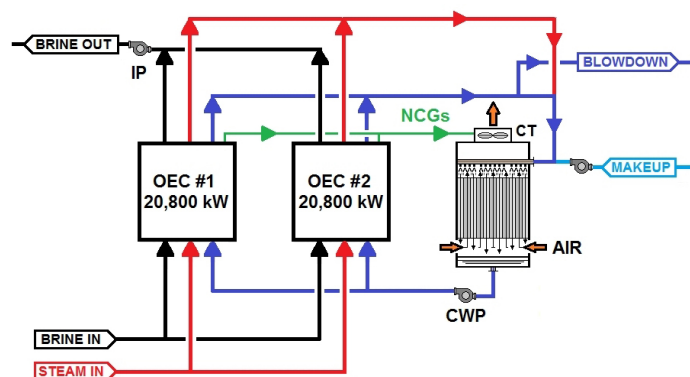 BRINE OUT
IP
BLOWDOWN
NCGs
CT
MAKEUP
OEC #1
20,800 kW
OEC #2
20,800 kW
AIR
CWP
BRINE IN
STEAM IN